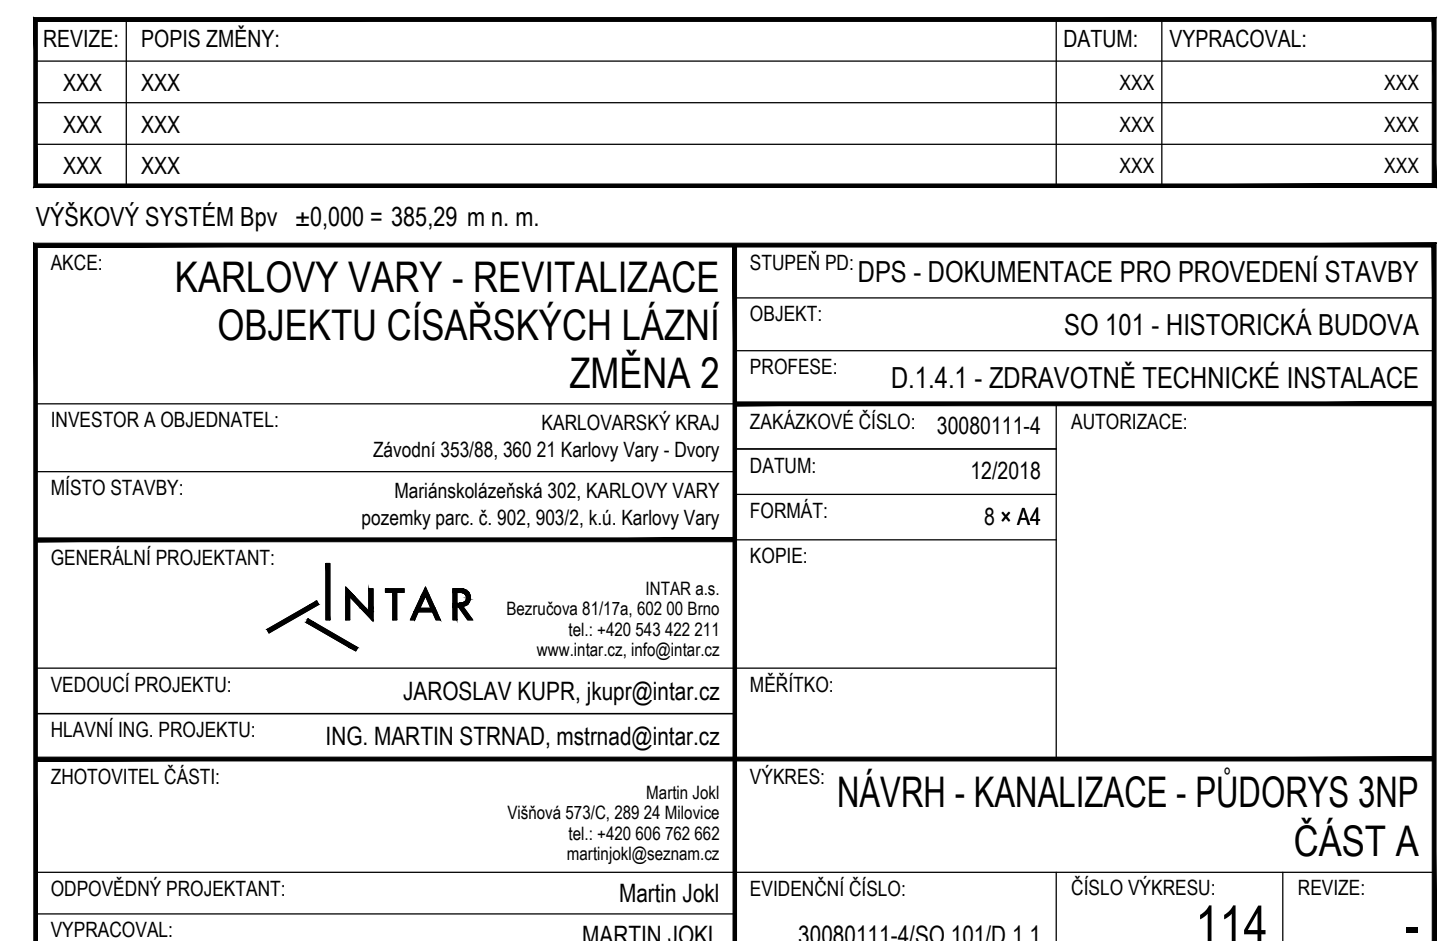 REVIZE: POPIS ZMĚNY: DATUM: VYPRACOVAL:
XXX XXX XXX XXX
XXX XXX XXX XXX
XXX XXX XXX XXX
VÝŠKOVÝ SYSTÉM Bpv ±0,000 = 385,29 m n. m.
AKCE:
KARLOVY VARY - REVITALIZACE
OBJEKTU CÍSAŘSKÝCH LÁZNÍ
ZMĚNA 2
STUPEŇ PD: DPS - DOKUMENTACE PRO PROVEDENÍ STAVBY
OBJEKT: SO 101 - HISTORICKÁ BUDOVA
PROFESE: D.1.4.1 - ZDRAVOTNĚ TECHNICKÉ INSTALACE
INVESTOR A OBJEDNATEL: KARLOVARSKÝ KRAJ
Závodní 353/88, 360 21 Karlovy Vary - Dvory
MÍSTO STAVBY: Mariánskolázeňská 302, KARLOVY VARY
pozemky parc. č. 902, 903/2, k.ú. Karlovy Vary
ZAKÁZKOVÉ ČÍSLO: 30080111-4
DATUM: 12/2018
FORMÁT: 8 × A4
AUTORIZACE:
GENERÁLNÍ PROJEKTANT:
INTAR
INTAR a.s.
Bezručova 81/17a, 602 00 Brno
tel.: +420 543 422 211
www.intar.cz, info@intar.cz
KOPIE:
VEDOUCÍ PROJEKTU: JAROSLAV KUPR, jkupr@intar.cz
HLAVNÍ ING. PROJEKTU: ING. MARTIN STRNAD, mstrnad@intar.cz
MĚŘÍTKO:
ZHOTOVITEL ČÁSTI:
Martin Jokl
Višňová 573/C, 289 24 Milovice
tel.: +420 606 762 662
martinjokl@seznam.cz
VÝKRES: NÁVRH - KANALIZACE - PŮDORYS 3NP
ČÁST A
ODPOVĚDNÝ PROJEKTANT: Martin Jokl
VYPRACOVAL: MARTIN JOKL
EVIDENČNÍ ČÍSLO:
30080111-4/SO 101/D.1.1
ČÍSLO VÝKRESU:
114
REVIZE:
-